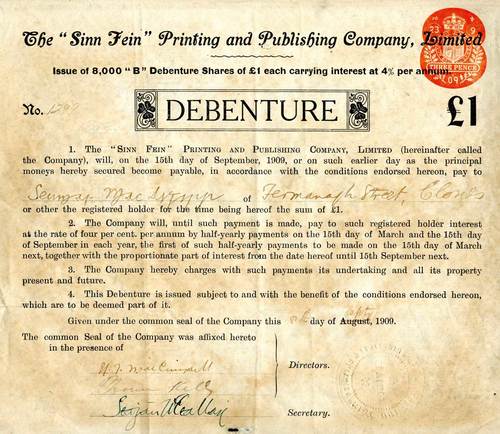 The "Sinn Fein" Printing and Publishing Company, Limited
Issue of 8,000 "B" Debenture Shares of £1 each carrying interest at 4% per annum
THREE PENCE
No.
DEBENTURE
£1
1. The "SINN FEIN" PRINTING AND PUBLISHING COMPANY, LIMITED (hereinafter called
the Company), will, on the 15th day of September, 1909, or on such earlier day as the principal
moneys hereby secured become payable, in accordance with the conditions endorsed hereon, pay to
of Fermanagh Street, Clones
or other the registered holder for the time being hereof the sum of £1.
2. The Company will, until such payment is made, pay to such registered holder interest
at the rate of four per cent. per annum by half-yearly payments on the 15th day of March and the 15th day
of September in each year, the first of such half-yearly payments to be made on the 15th day of March
next, together with the proportionate part of interest from the date hereof until 15th September next.
3. The Company hereby charges with such payments its undertaking and all its property
present and future.
4. This Debenture is issued subject to and with the benefit of the conditions endorsed hereon,
which are to be deemed part of it.
Given under the common seal of the Company this day of August, 1909.
The common Seal of the Company was affixed hereto
in the presence of
Directors.
Secretary.